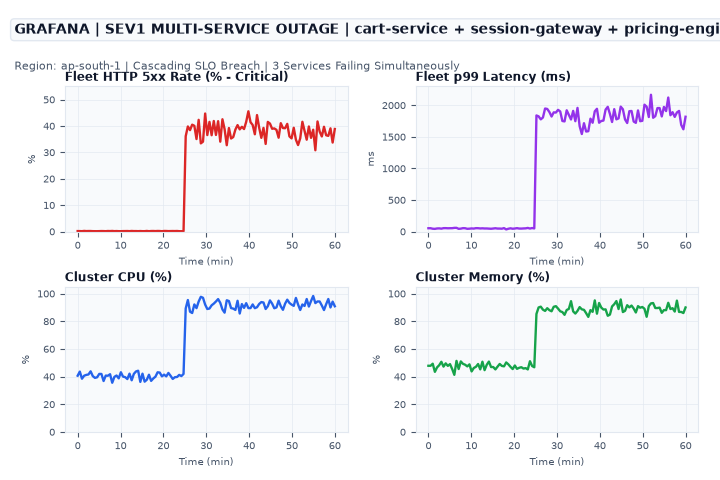 GRAFANA | SEV1 MULTI-SERVICE OUTAGE | cart-service + session-gateway + pricing-engi
Region: ap-south-1 | Cascading SLO Breach | 3 Services Failing Simultaneously
Fleet HTTP 5xx Rate (% - Critical)
50
40
30
20
10
0
%
0 10 20 30 40 50 60
Time (min)
Fleet p99 Latency (ms)
2000
1500
1000
500
0
ms
0 10 20 30 40 50 60
Time (min)
Cluster CPU (%)
100
80
60
40
20
0
%
0 10 20 30 40 50 60
Time (min)
Cluster Memory (%)
100
80
60
40
20
0
%
0 10 20 30 40 50 60
Time (min)